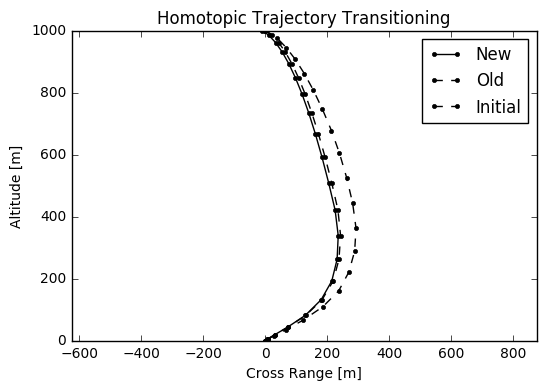 Homotopic Trajectory Transitioning
1000
800
600
400
200
0
Altitude [m]
New
Old
Initial
−600 −400 −200 0 200 400 600 800
Cross Range [m]